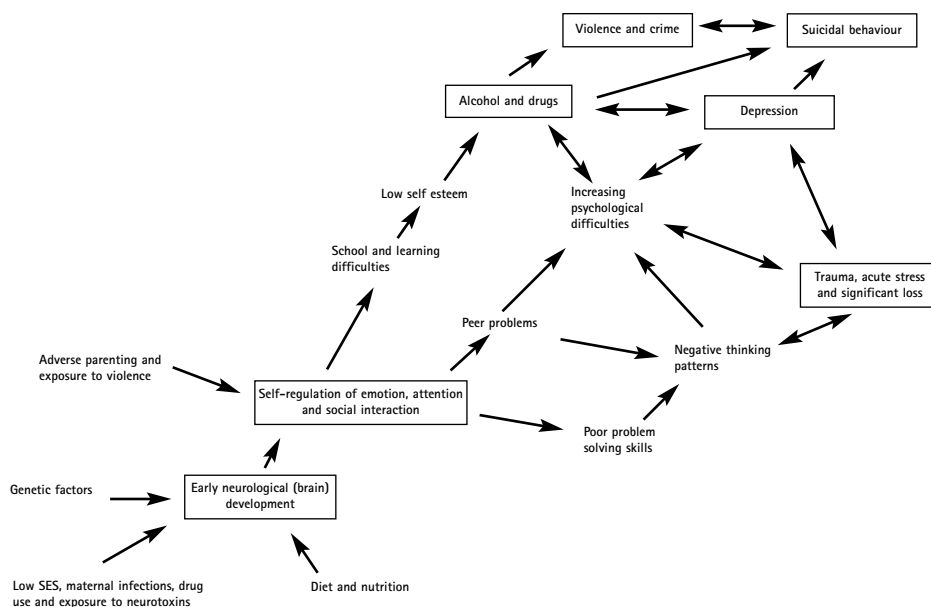 Violence and crime
Suicidal behaviour
Alcohol and drugs
Depression
Low self esteem
Increasing
psychological
difficulties
School and learning
difficulties
Trauma, acute stress
and significant loss
Peer problems
Negative thinking
patterns
Adverse parenting and
exposure to violence
Self-regulation of emotion, attention
and social interaction
Poor problem
solving skills
Genetic factors
Early neurological (brain)
development
Low SES, maternal infections, drug
use and exposure to neurotoxins
Diet and nutrition